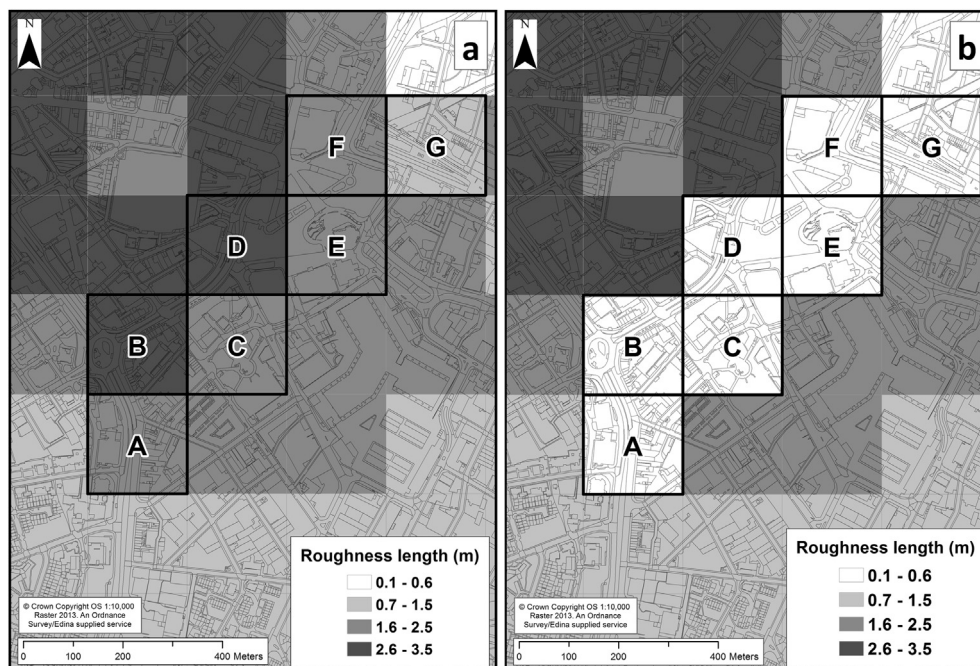 N
a
F
G
D
E
B
C
A
Roughness length (m)
0.1 - 0.6
0.7 - 1.5
1.6 - 2.5
2.6 - 3.5
© Crown Copyright OS 1:10,000
Raster 2013. An Ordnance
Survey/Edina supplied service
0 100 200 400 Meters
N
b
F
G
D
E
B
C
A
Roughness length (m)
0.1 - 0.6
0.7 - 1.5
1.6 - 2.5
2.6 - 3.5
© Crown Copyright OS 1:10,000
Raster 2013. An Ordnance
Survey/Edina supplied service
0 100 200 400 Meters